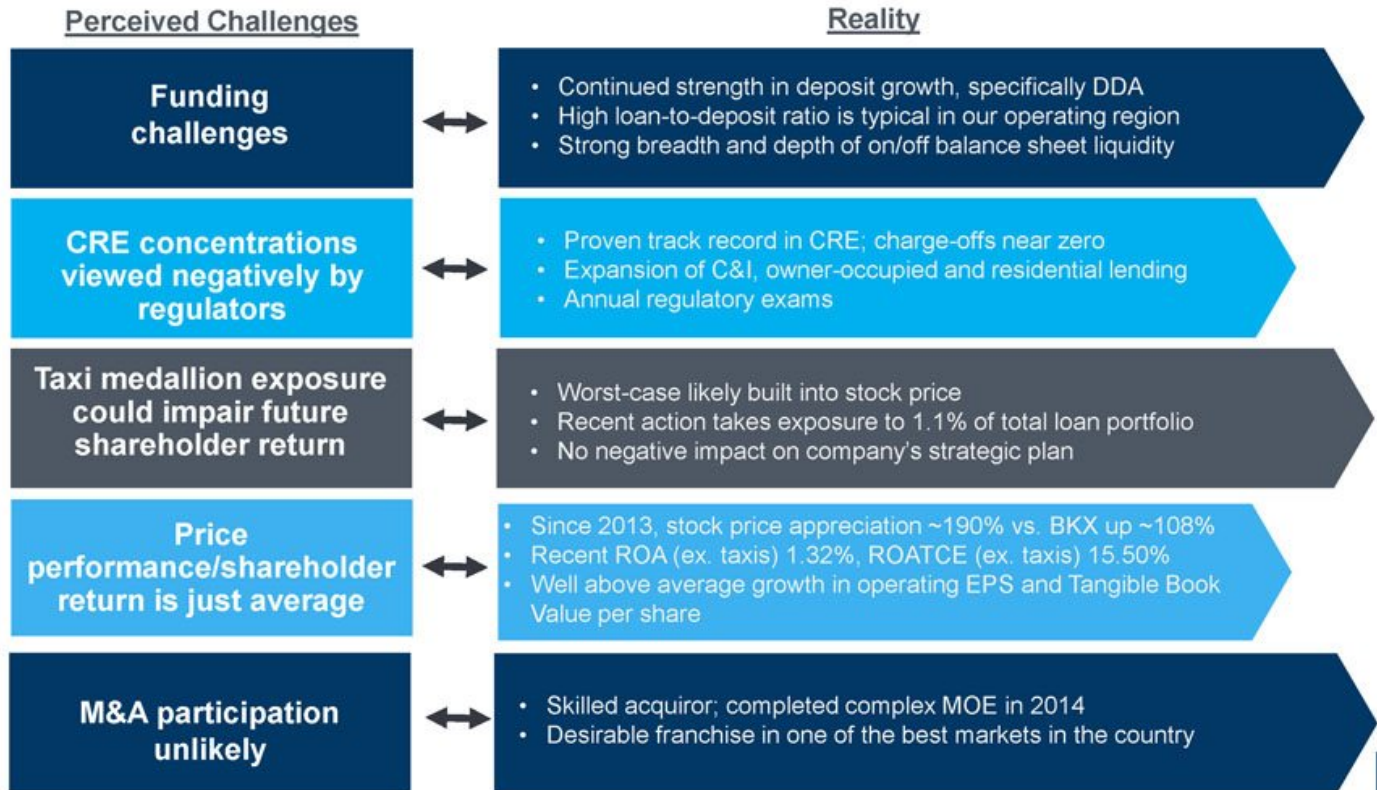 Perceived Challenges
Reality
Funding
challenges
• Continued strength in deposit growth, specifically DDA
• High loan-to-deposit ratio is typical in our operating region
• Strong breadth and depth of on/off balance sheet liquidity
CRE concentrations
viewed negatively by
regulators
• Proven track record in CRE; charge-offs near zero
• Expansion of C&I, owner-occupied and residential lending
• Annual regulatory exams
Taxi medallion exposure
could impair future
shareholder return
• Worst-case likely built into stock price
• Recent action takes exposure to 1.1% of total loan portfolio
• No negative impact on company's strategic plan
Price
performance/shareholder
return is just average
• Since 2013, stock price appreciation ~190% vs. BKX up ~108%
• Recent ROA (ex. taxis) 1.32%, ROATCE (ex. taxis) 15.50%
• Well above average growth in operating EPS and Tangible Book
Value per share
M&A participation
unlikely
• Skilled acquiror; completed complex MOE in 2014
• Desirable franchise in one of the best markets in the country